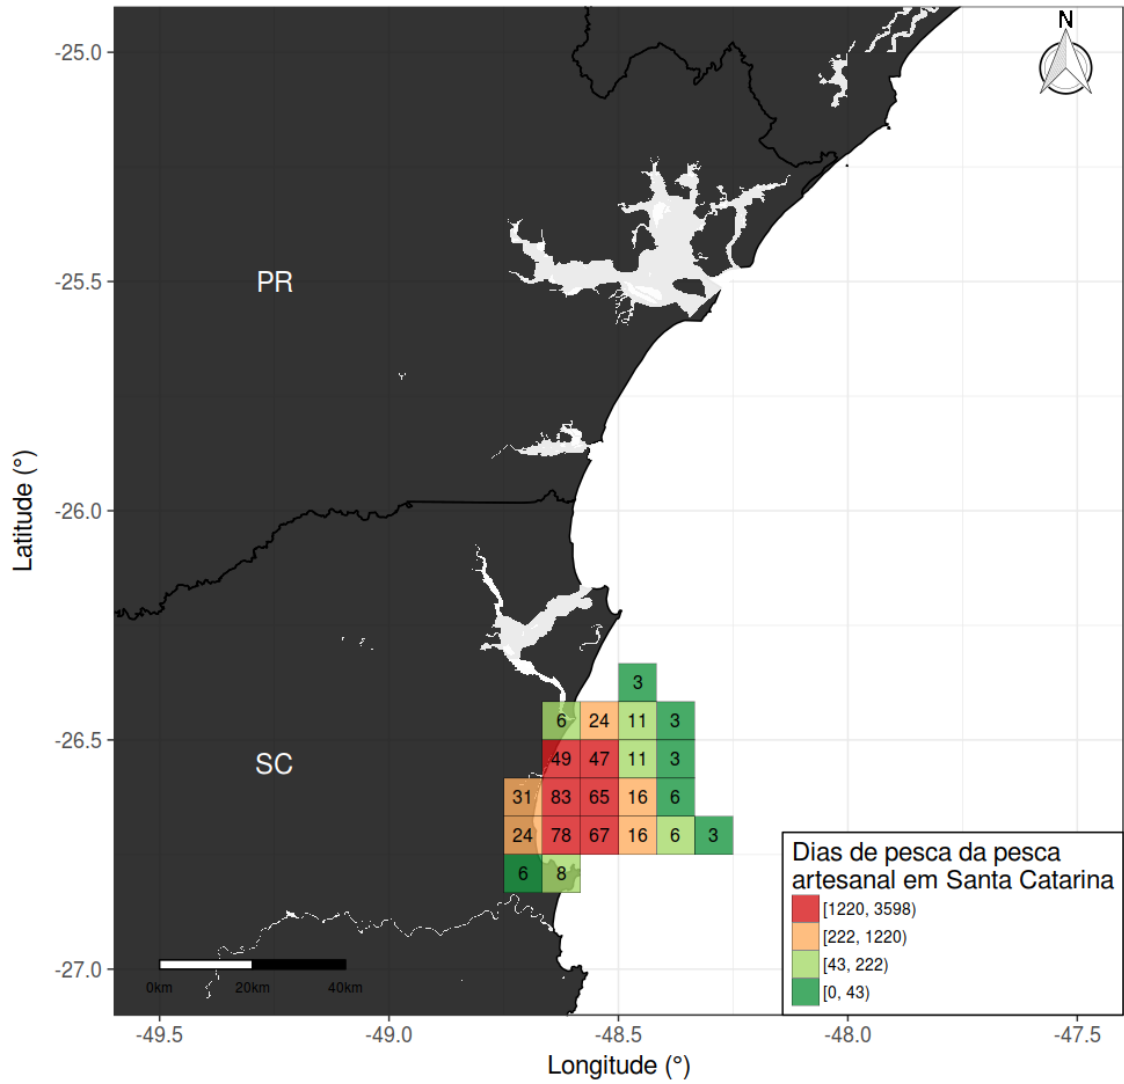 N
-25.0
-25.5
-26.0
-26.5
-27.0
Latitude (°)
PR
SC
3
6 24 11 3
49 47 11 3
31 83 65 16 6
24 78 67 16 6 3
6 8
Dias de pesca da pesca
artesanal em Santa Catarina
[1220, 3598)
[222, 1220)
[43, 222)
[0, 43)
0km 20km 40km
-49.5 -49.0 -48.5 -48.0 -47.5
Longitude (°)